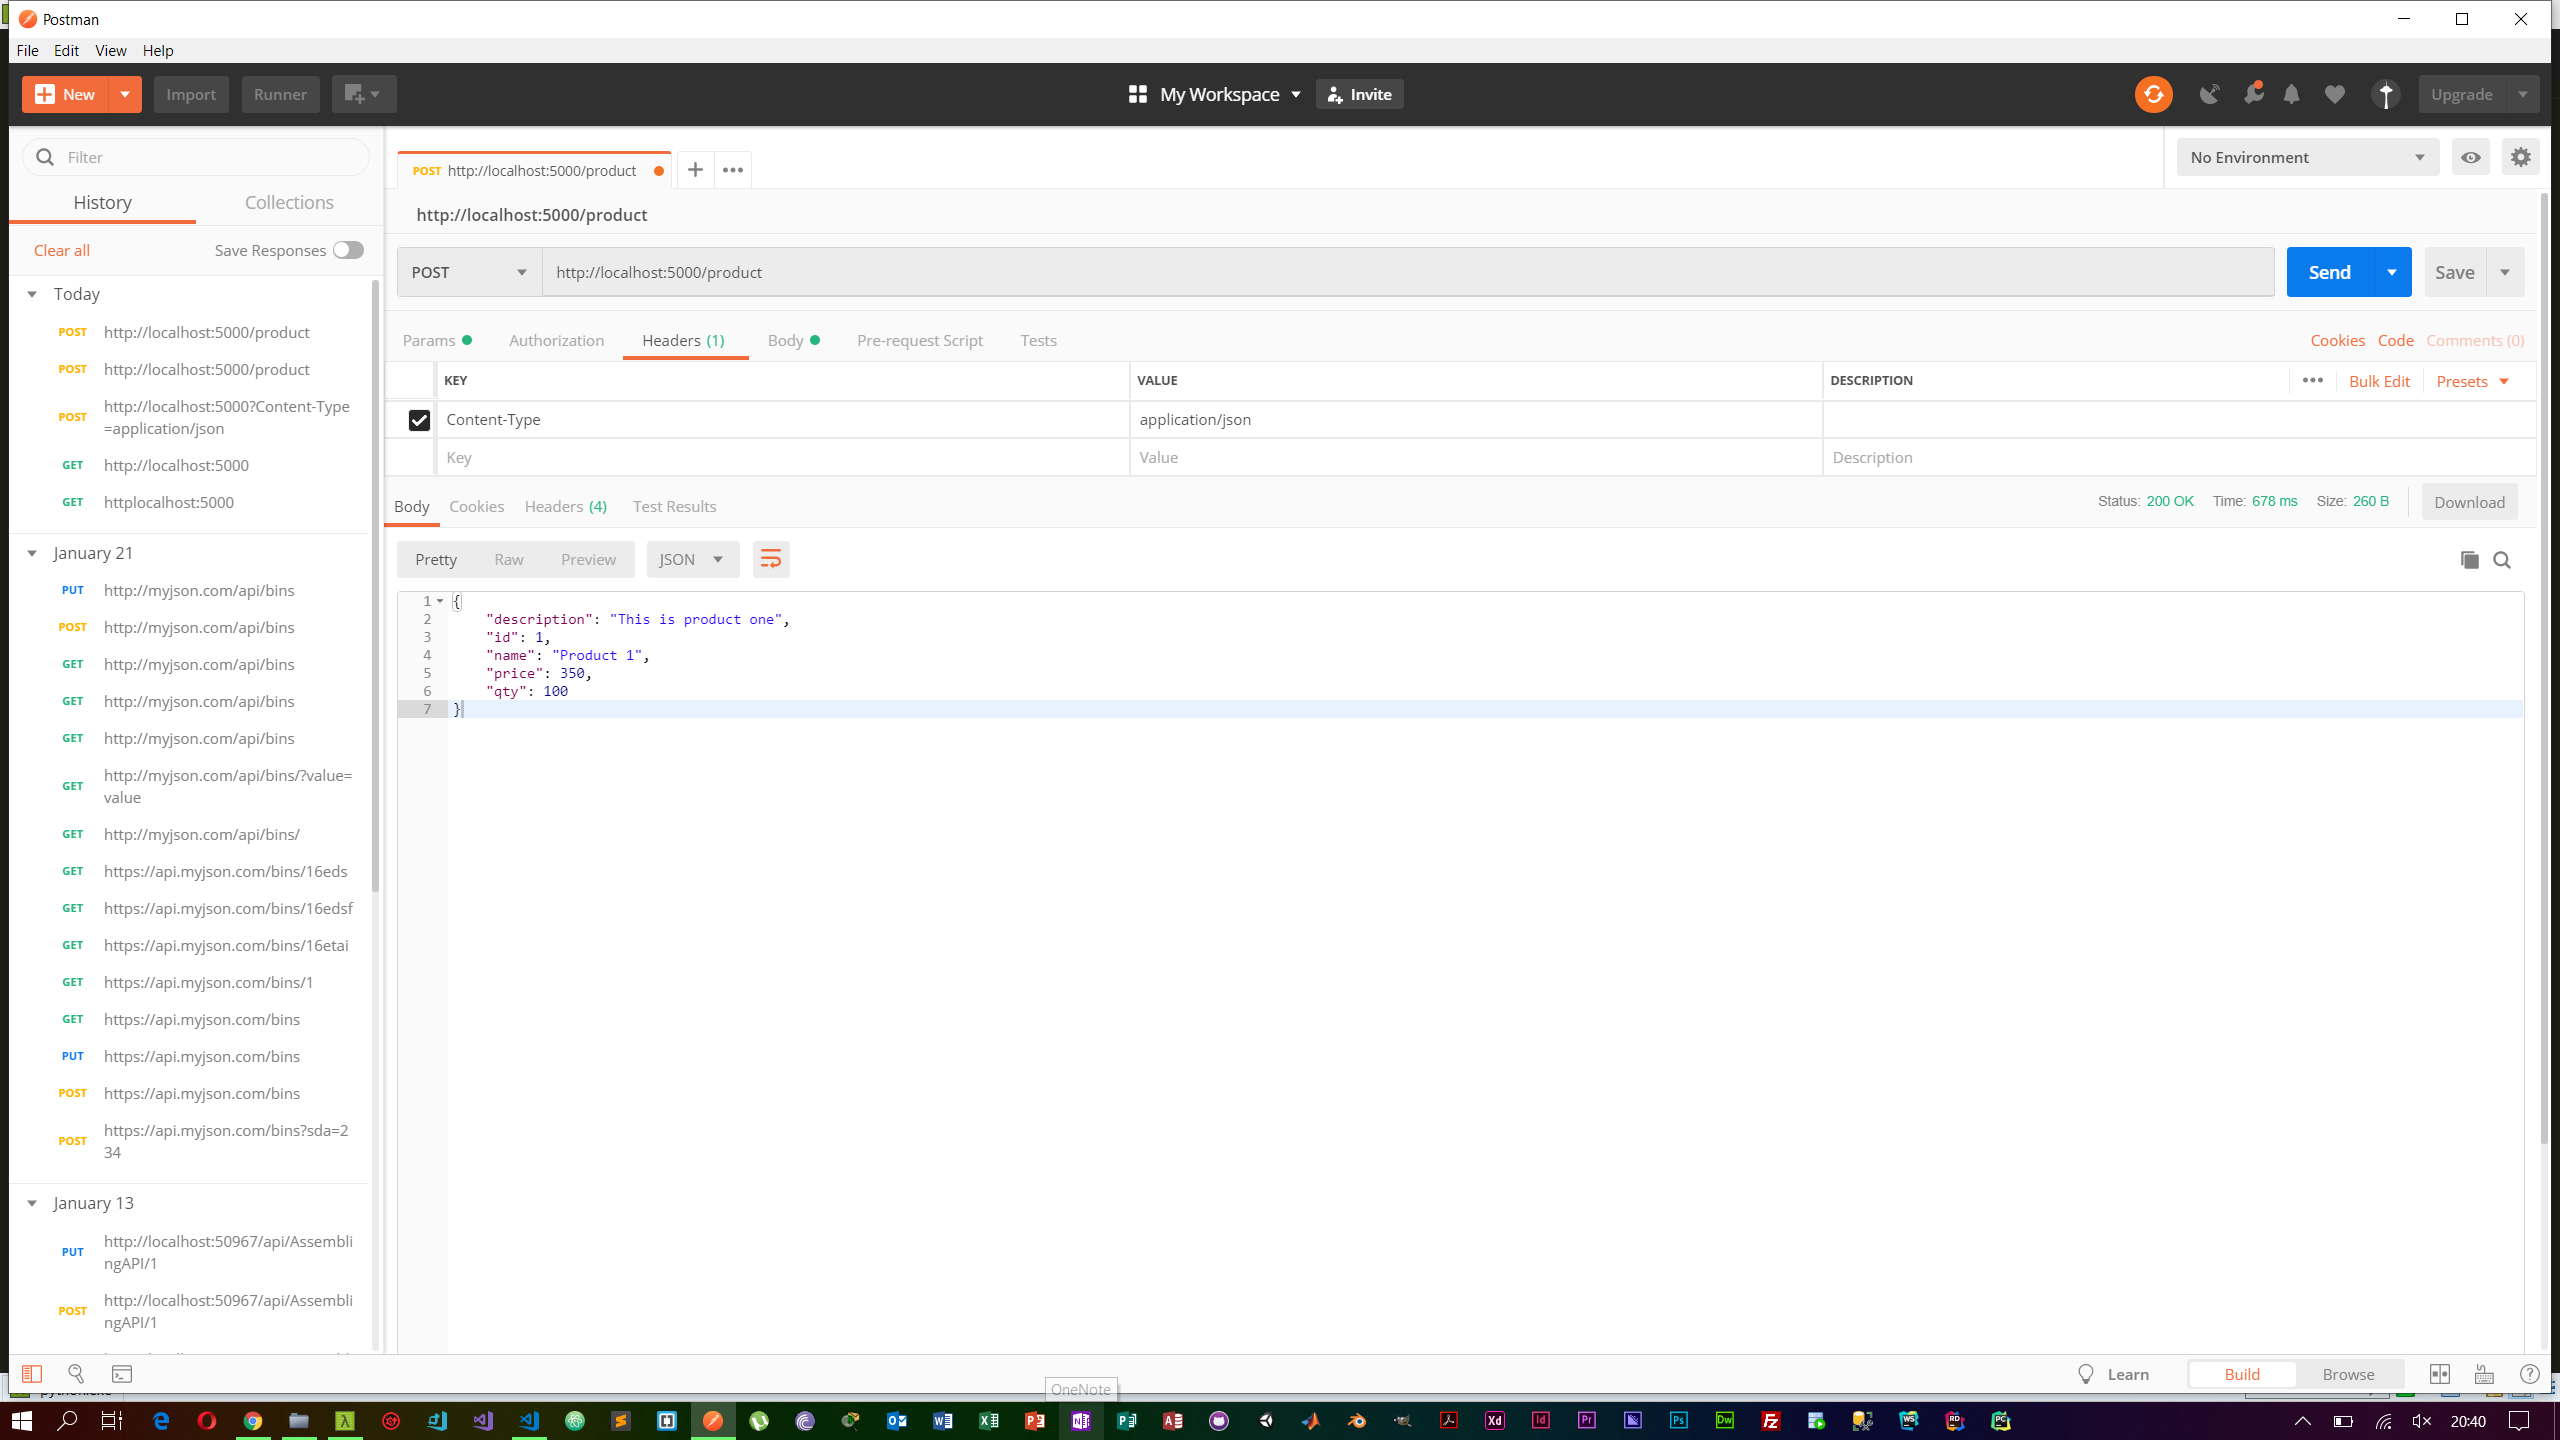 Postman
File Edit View Help
New Import Runner My Workspace Invite Upgrade
Filter
History Collections
Clear all Save Responses
Today
POST http://localhost:5000/product
POST http://localhost:5000/product
POST http://localhost:5000?Content-Type
=application/json
GET http://localhost:5000
GET httplocalhost:5000
January 21
PUT http://myjson.com/api/bins
POST http://myjson.com/api/bins
GET http://myjson.com/api/bins
GET http://myjson.com/api/bins
GET http://myjson.com/api/bins
GET http://myjson.com/api/bins/?value=
value
GET http://myjson.com/api/bins/
GET https://api.myjson.com/bins/16eds
GET https://api.myjson.com/bins/16edsf
GET https://api.myjson.com/bins/16etai
GET https://api.myjson.com/bins/1
GET https://api.myjson.com/bins
PUT https://api.myjson.com/bins
POST https://api.myjson.com/bins
POST https://api.myjson.com/bins?sda=2
34
January 13
PUT http://localhost:50967/api/Assembli
ngAPI/1
POST http://localhost:50967/api/Assembli
ngAPI/1
POST http://localhost:5000/product
No Environment
http://localhost:5000/product
POST http://localhost:5000/product Send Save
Params Authorization Headers (1) Body Pre-request Script Tests Cookies Code Comments (0)
KEY VALUE DESCRIPTION Bulk Edit Presets
Content-Type application/json
Key Value Description
Body Cookies Headers (4) Test Results Status: 200 OK Time: 678 ms Size: 260 B Download
Pretty Raw Preview JSON
1 {
2 "description": "This is product one",
3 "id": 1,
4 "name": "Product 1",
5 "price": 350,
6 "qty": 100
7 }
Learn Build Browse
OneNote
20:40